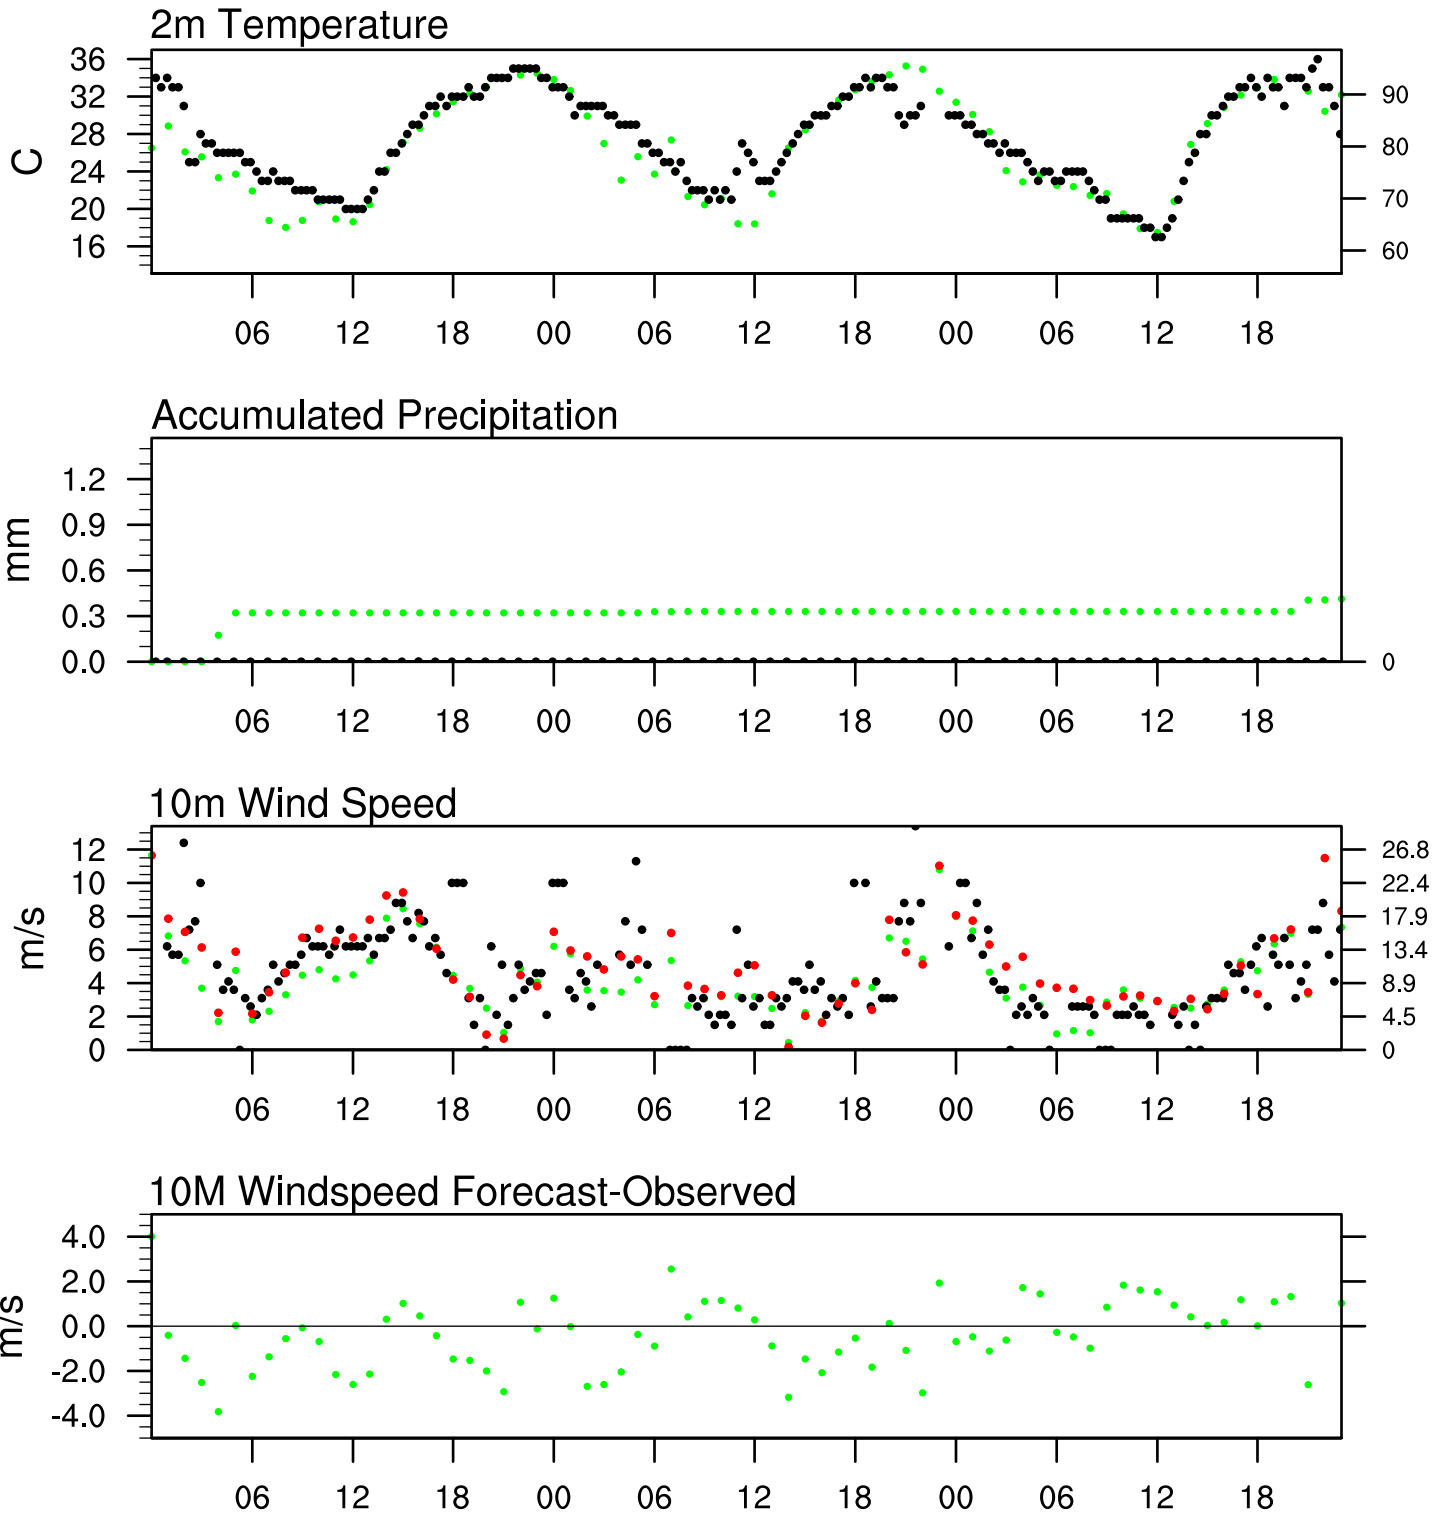 2m Temperature
36
32
28
24
20
16
C
90
80
70
60
06 12 18 00 06 12 18 00 06 12 18
Accumulated Precipitation
1.2
0.9
0.6
0.3
0.0
mm
0
06 12 18 00 06 12 18 00 06 12 18
10m Wind Speed
12
10
8
6
4
2
0
m/s
26.8
22.4
17.9
13.4
8.9
4.5
0
06 12 18 00 06 12 18 00 06 12 18
10M Windspeed Forecast-Observed
4.0
2.0
0.0
-2.0
-4.0
m/s
06 12 18 00 06 12 18 00 06 12 18